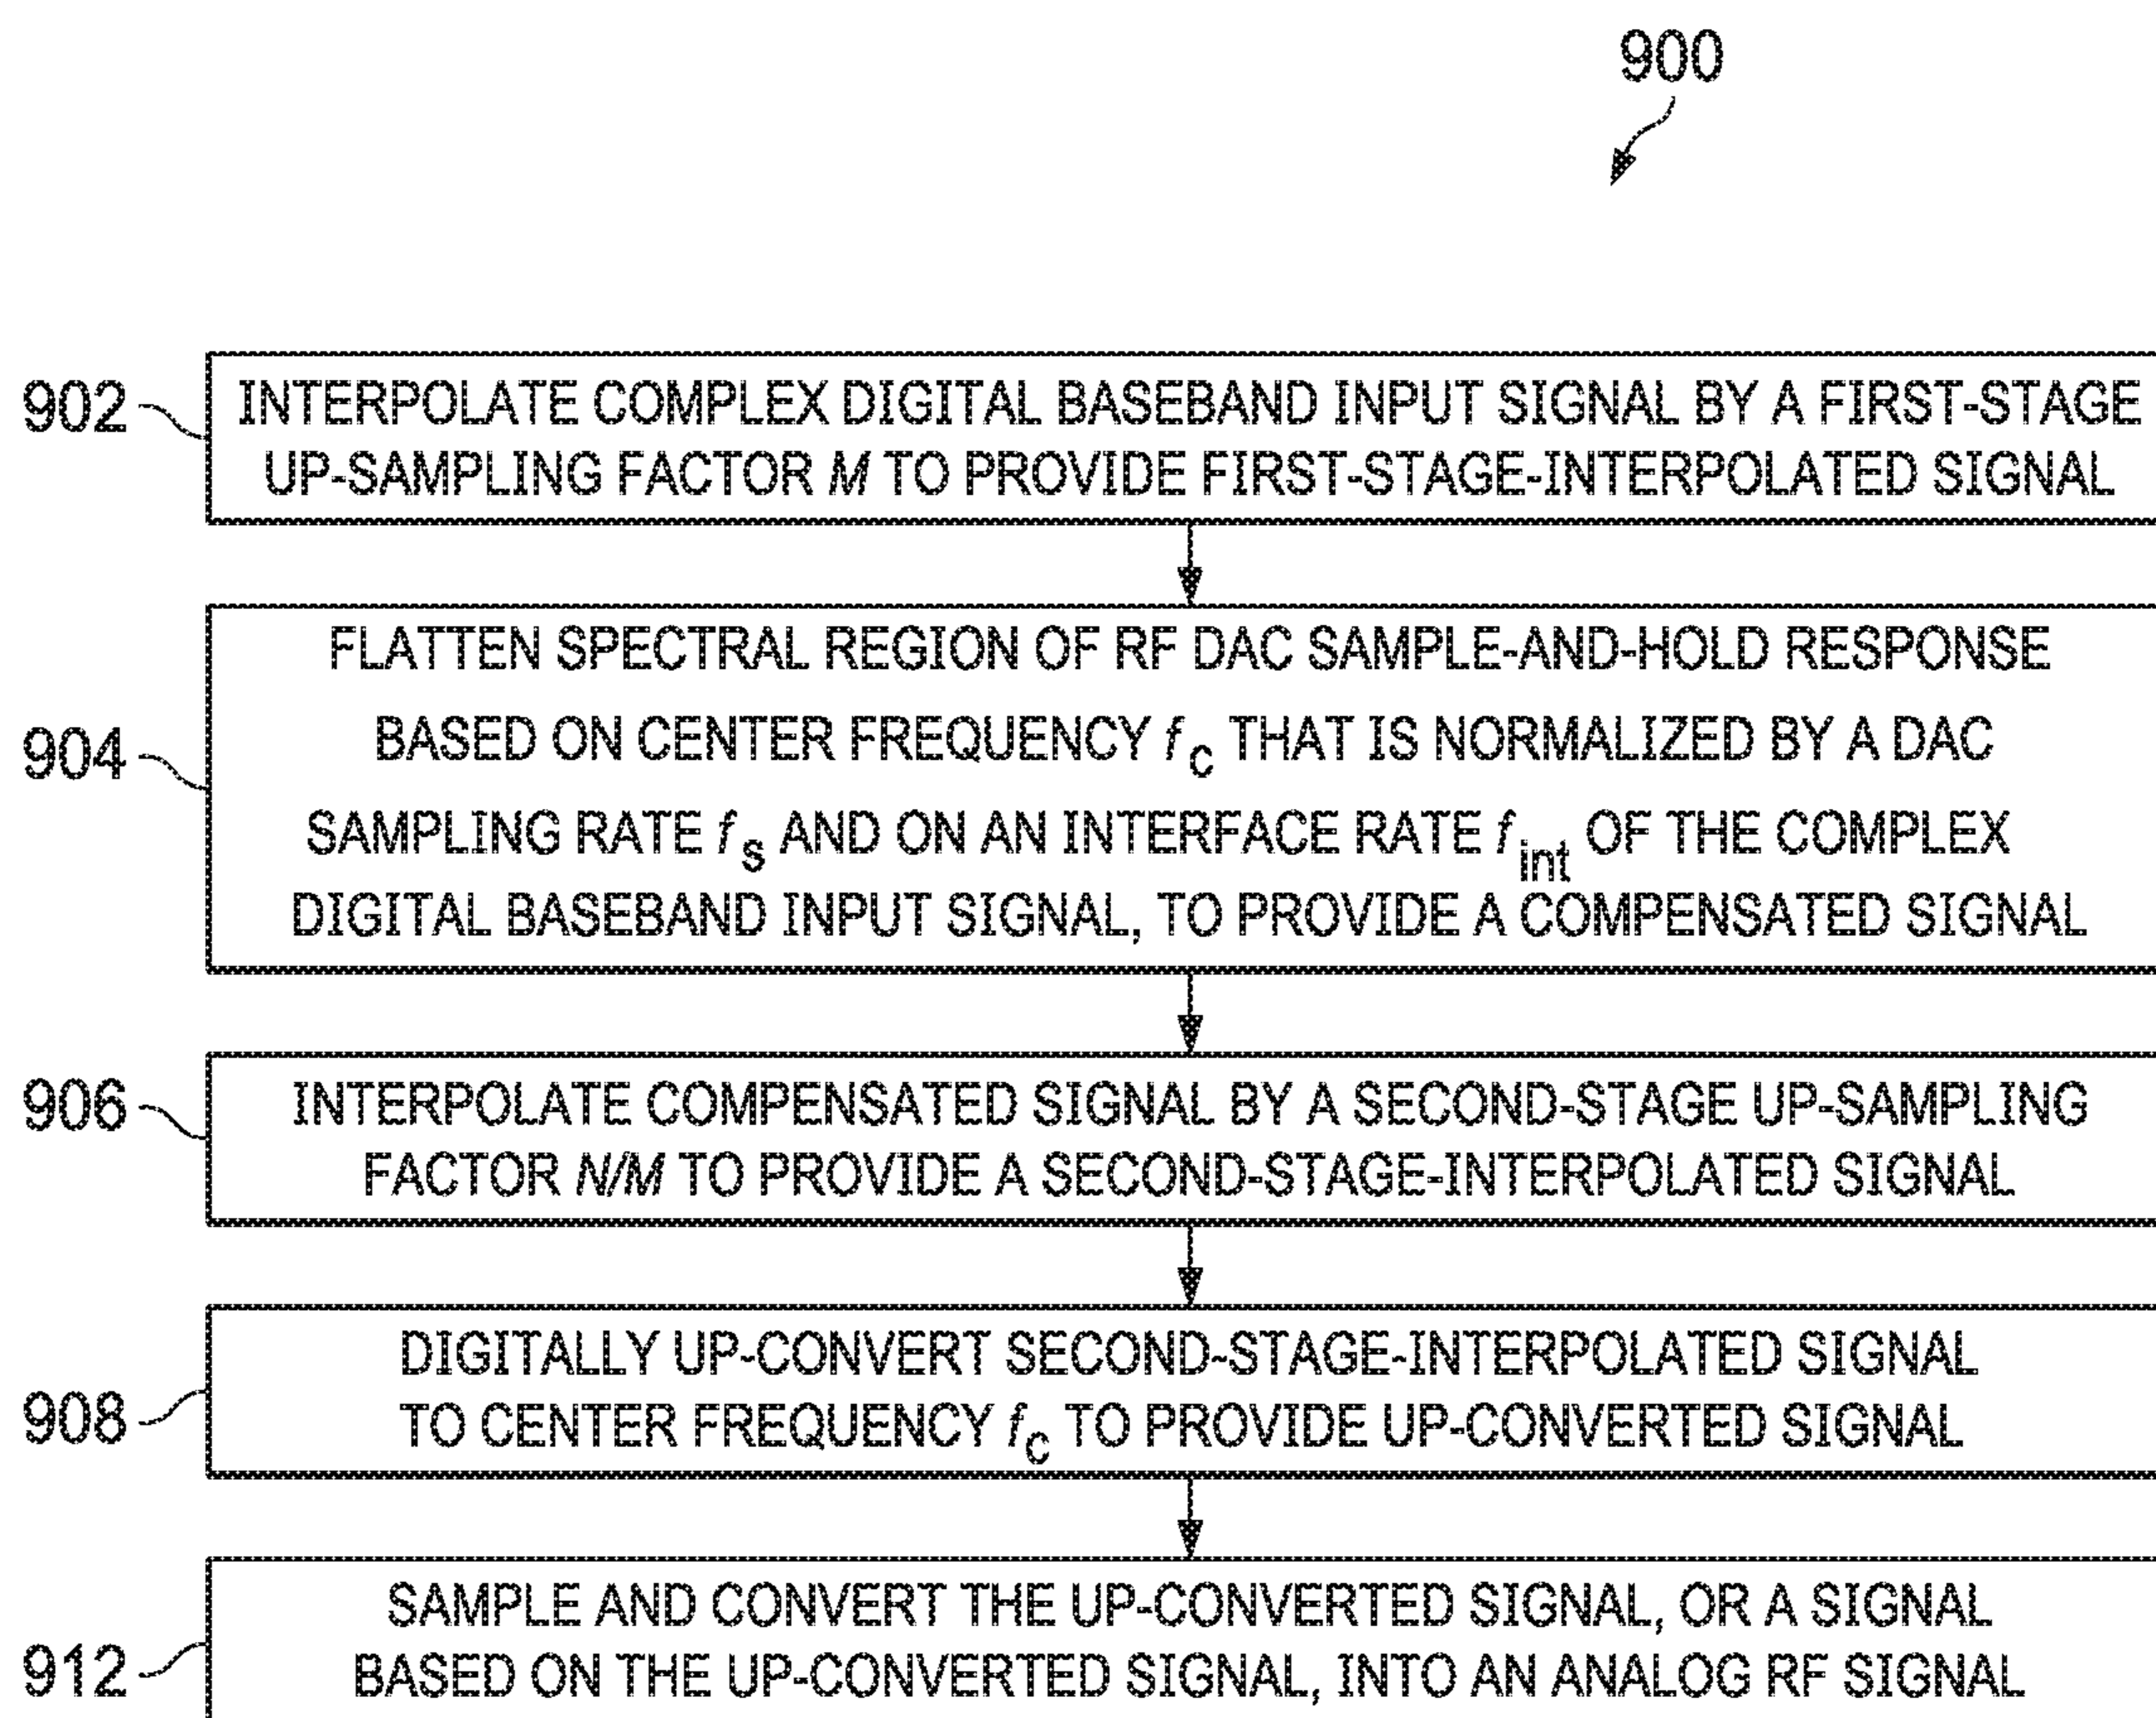 900
902
INTERPOLATE COMPLEX DIGITAL BASEBAND INPUT SIGNAL BY A FIRST-STAGE
UP-SAMPLING FACTOR M TO PROVIDE FIRST-STAGE-INTERPOLATED SIGNAL
904
FLATTEN SPECTRAL REGION OF RF DAC SAMPLE-AND-HOLD RESPONSE
BASED ON CENTER FREQUENCY f c THAT IS NORMALIZED BY A DAC
SAMPLING RATE f s AND ON AN INTERFACE RATE f int OF THE COMPLEX
DIGITAL BASEBAND INPUT SIGNAL, TO PROVIDE A COMPENSATED SIGNAL
906
INTERPOLATE COMPENSATED SIGNAL BY A SECOND-STAGE UP-SAMPLING
FACTOR N/M TO PROVIDE A SECOND-STAGE-INTERPOLATED SIGNAL
908
DIGITALLY UP-CONVERT SECOND-STAGE-INTERPOLATED SIGNAL
TO CENTER FREQUENCY f c TO PROVIDE UP-CONVERTED SIGNAL
912
SAMPLE AND CONVERT THE UP-CONVERTED SIGNAL, OR A SIGNAL
BASED ON THE UP-CONVERTED SIGNAL, INTO AN ANALOG RF SIGNAL